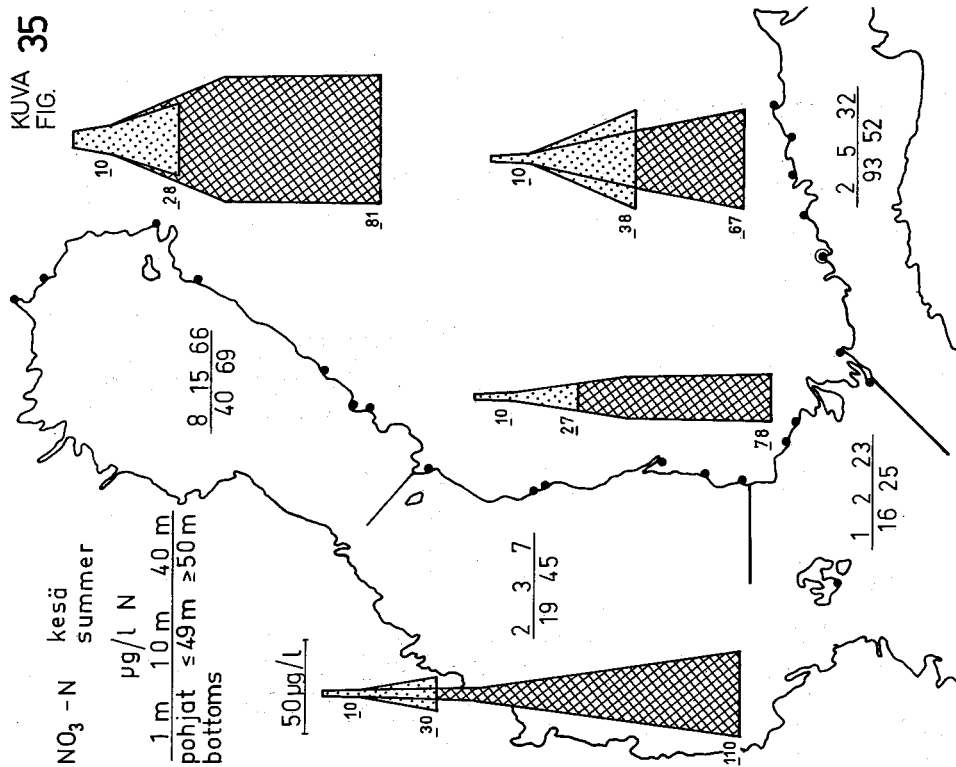 KUVA
FIG. 35
NO₃ -N kesä
summer
µg/l N
1 m 10 m 40 m
pohjat ≤49m ≥50m
bottoms
50µg/l
10
28
81
8 15 66
40 69
10
38
67
10
27
78
2 3 7
19 45
10
30
110
1 2 23
16 25
2 5 32
93 52